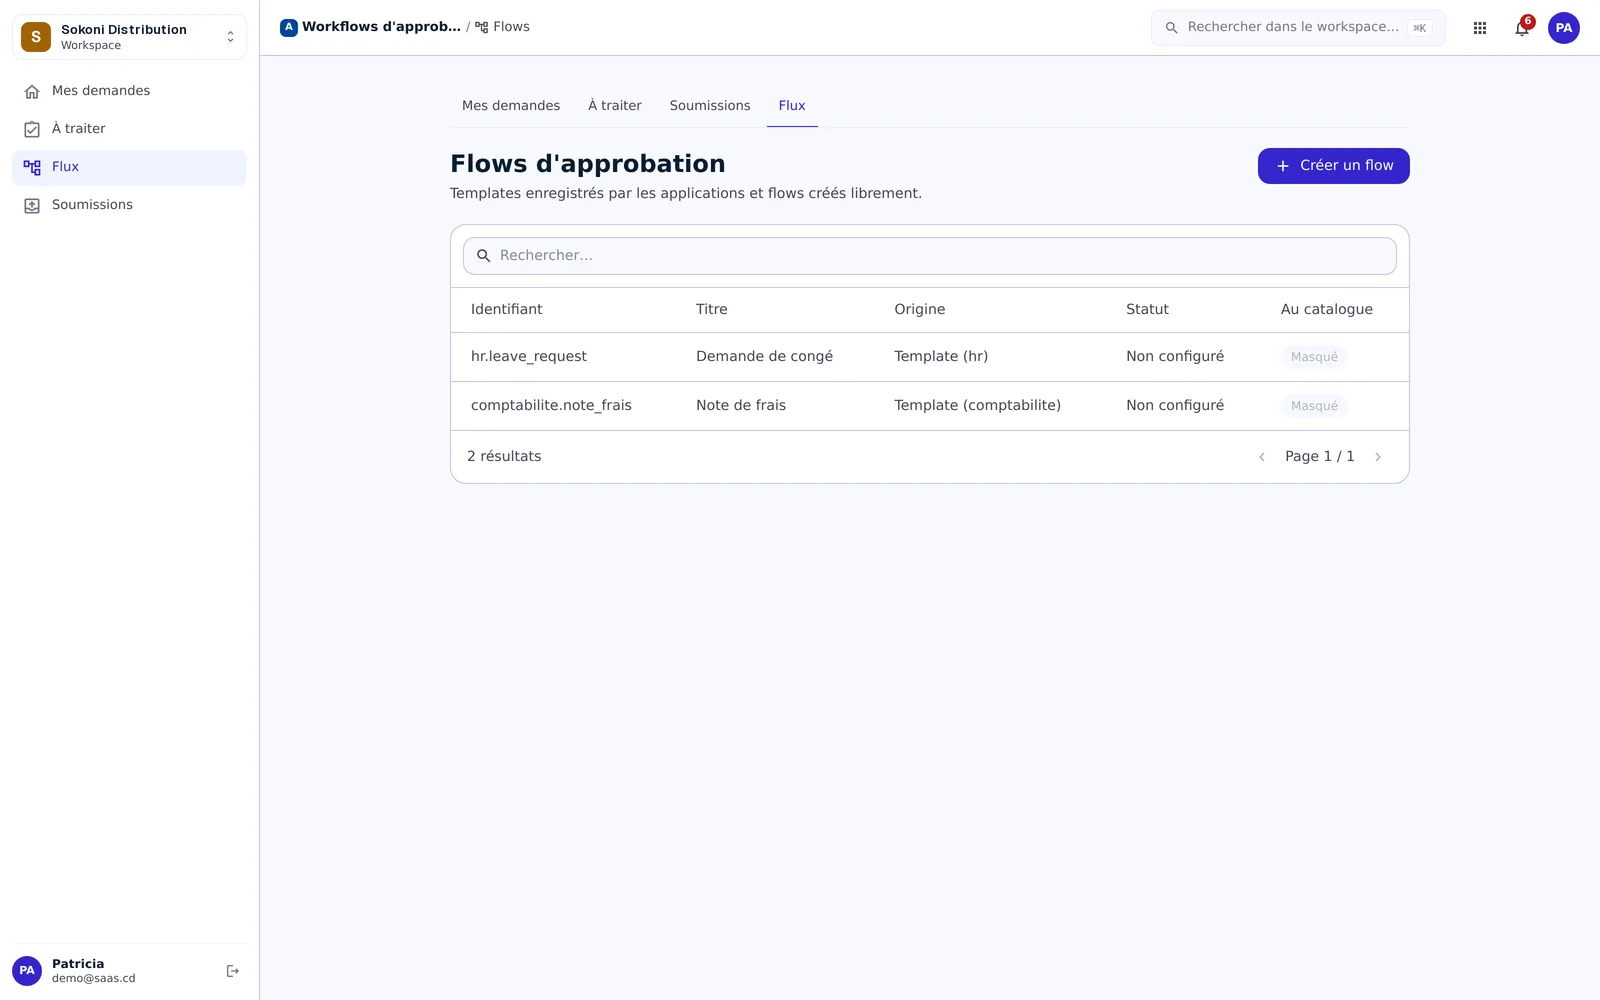 S
Sokoni Distribution
Workspace
Mes demandes
À traiter
Flux
Soumissions
A Workflows d'approb... / Flows
Rechercher dans le workspace... ⌘K
6
PA
Mes demandes À traiter Soumissions Flux
Flows d'approbation
Templates enregistrés par les applications et flows créés librement.
+ Créer un flow
Rechercher...
Identifiant Titre Origine Statut Au catalogue
hr.leave_request Demande de congé Template (hr) Non configuré Masqué
comptabilite.note_frais Note de frais Template (comptabilite) Non configuré Masqué
2 résultats
‹ Page 1 / 1 ›
PA
Patricia
demo@saas.cd